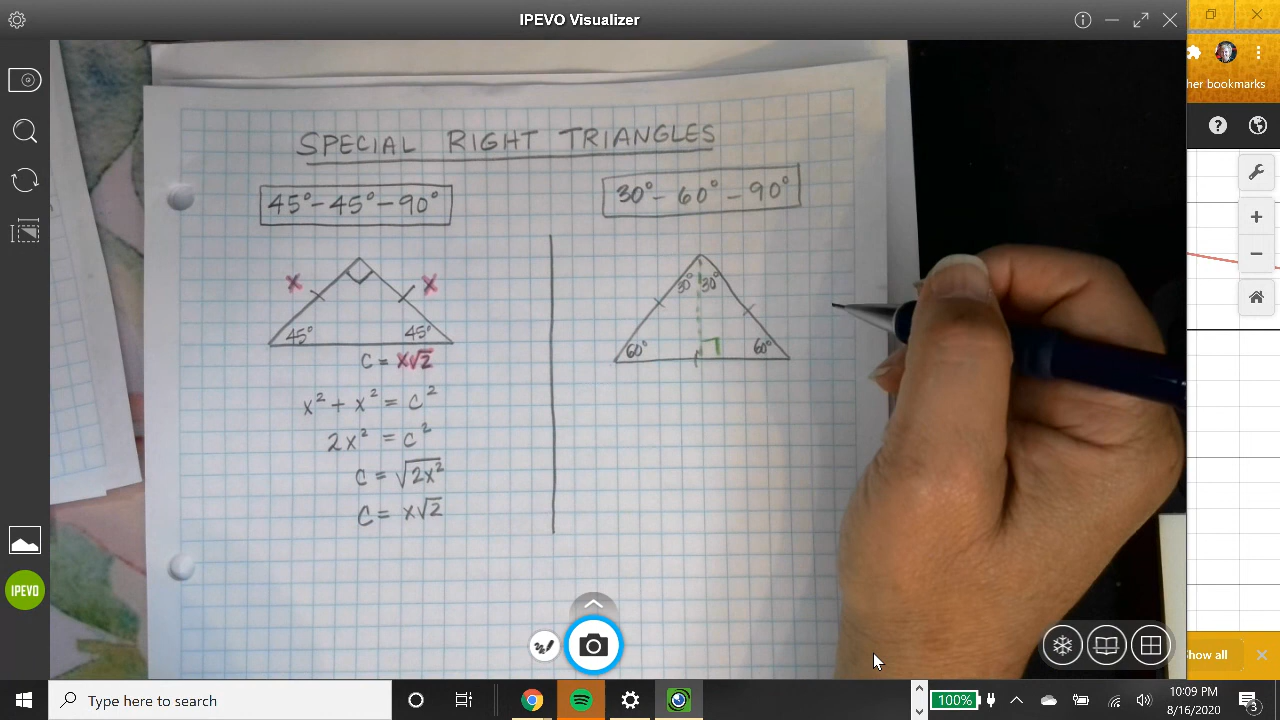 IPEVO Visualizer
her bookmarks
SPECIAL RIGHT TRIANGLES
45°-45°-90°
30°-60°-90°
x x
45° 45°
c = x√2
x² + x² = c²
2x² = c²
c = √2x²
c = x√2
30° 30°
60° 60°
IPEVO
Show all
Type here to search
100%
10:09 PM
8/16/2020
3